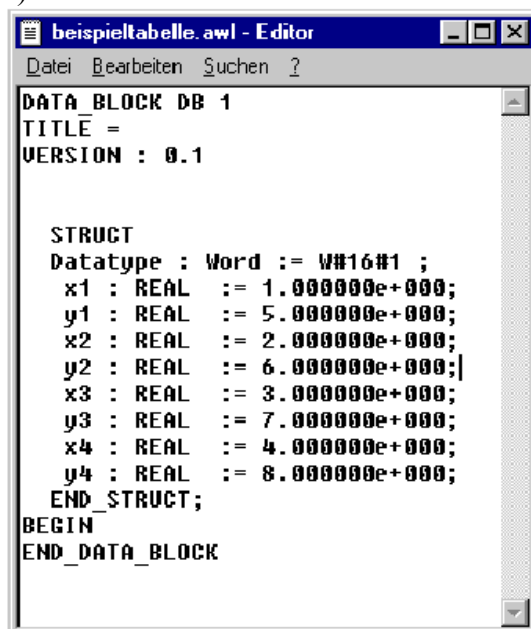 beispieltabelle.awl - Editor
Datei Bearbeiten Suchen ?
DATA_BLOCK DB 1
TITLE =
VERSION : 0.1
STRUCT
Datatype : Word := W#16#1 ;
x1 : REAL := 1.000000e+000;
y1 : REAL := 5.000000e+000;
x2 : REAL := 2.000000e+000;
y2 : REAL := 6.000000e+000;
x3 : REAL := 3.000000e+000;
y3 : REAL := 7.000000e+000;
x4 : REAL := 4.000000e+000;
y4 : REAL := 8.000000e+000;
END_STRUCT;
BEGIN
END_DATA_BLOCK